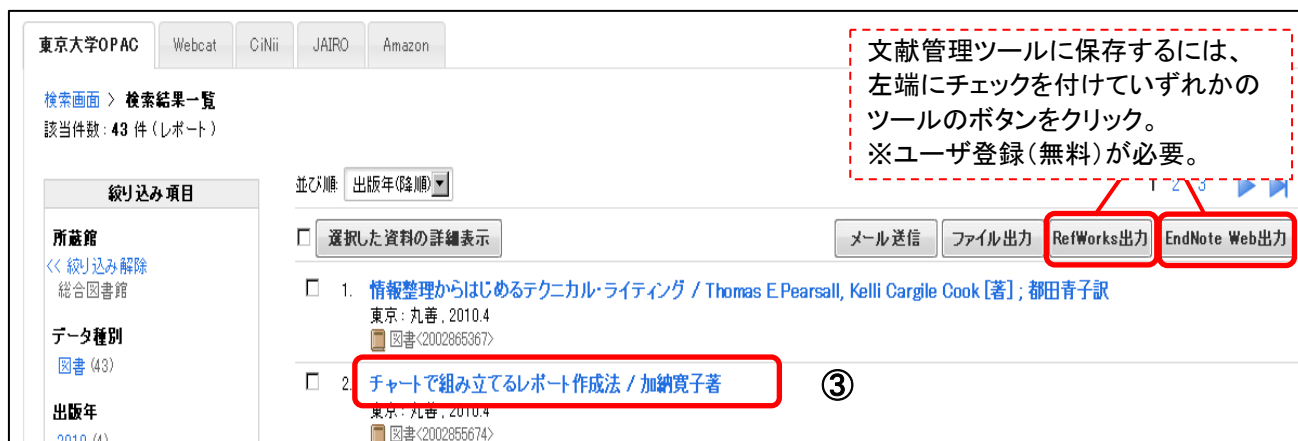 東京大学OPAC Webcat CiNii JAIRO Amazon
文献管理ツールに保存するには、
左端にチェックを付けていずれかの
ツールのボタンをクリック。
※ユーザ登録(無料)が必要。
検索画面 > 検索結果一覧
該当件数:43 件(レポート)
絞り込み項目
所蔵館
<< 絞り込み解除
総合図書館
データ種別
図書 (43)
出版年
2010 (4)
並び順: 出版年(降順)
1 2 3
選択した資料の詳細表示 メール送信 ファイル出力 RefWorks出力 EndNote Web出力
1. 情報整理からはじめるテクニカル・ライティング / Thomas E.Pearsall, Kelli Cargile Cook [著] ; 都田青子訳
東京 : 丸善 , 2010.4
図書<2002865367>
2. チャートで組み立てるレポート作成法 / 加納寛子著
③
東京 : 丸善 , 2010.4
図書<2002855674>